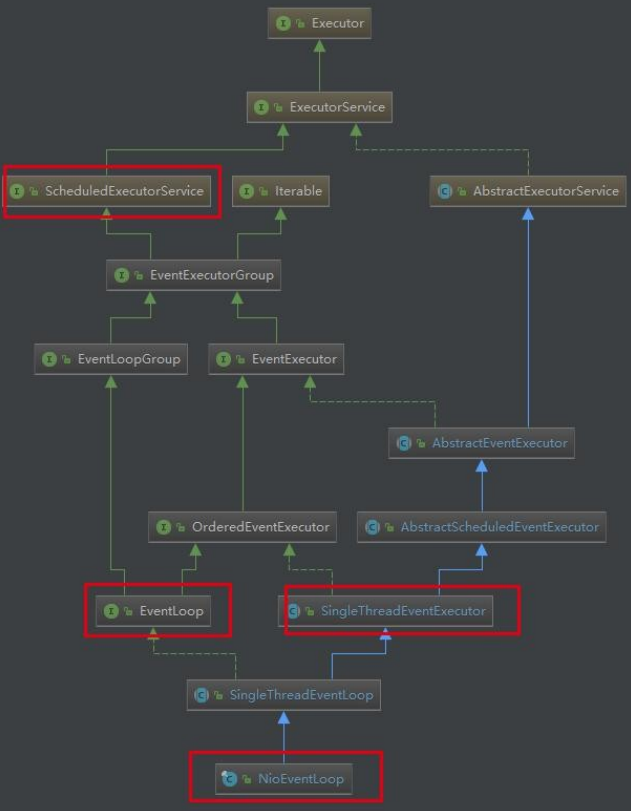 Executor
ExecutorService
ScheduledExecutorService
Iterable
AbstractExecutorService
EventExecutorGroup
EventLoopGroup
EventExecutor
AbstractEventExecutor
OrderedEventExecutor
AbstractScheduledEventExecutor
EventLoop
SingleThreadEventExecutor
SingleThreadEventLoop
NioEventLoop